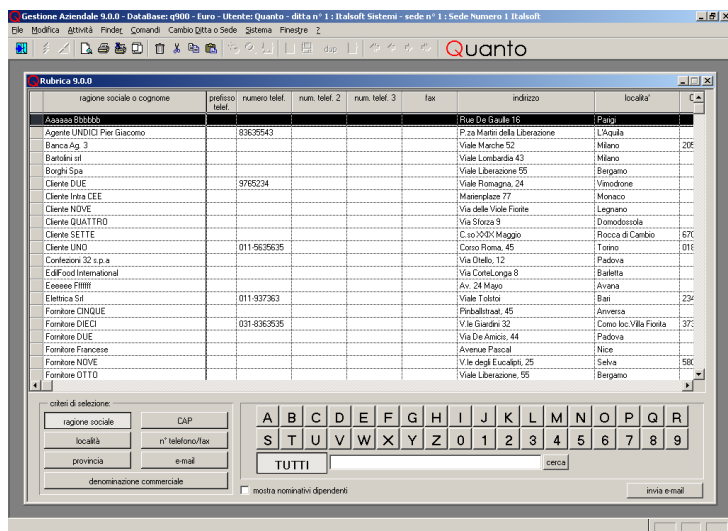 Gestione Aziendale 9.0.0 - DataBase: q900 - Euro - Utente: Quanto - ditta n° 1 : Italsoft Sistemi - sede n° 1 : Sede Numero 1 Italsoft
File Modifica Attività Finder Comandi Cambio Ditta o Sede Sistema Finestre ?
dup
Quanto
Rubrica 9.0.0
ragione sociale o cognome prefisso telef. numero telef. num. telef. 2 num. telef. 3 fax indirizzo localita'
Aaaaaa Bbbbbb Rue De Gaulle 16 Parigi
Agente UNDICI Pier Giacomo 83635543 P.za Martiri della Liberazione L'Aquila
Banca Ag. 3 Viale Marche 52 Milano 205
Bartolini srl Viale Lombardia 43 Milano
Borghi Spa Viale Liberazione 55 Bergamo
Cliente DUE 9765234 Viale Romagna, 24 Vimodrone
Cliente Intra CEE Marienplaze 77 Monaco
Cliente NOVE Via delle Viole Fiorite Legnano
Cliente QUATTRO Via Sforza 9 Domodossola
Cliente SETTE C.so XXIX Maggio Rocca di Cambio 670
Cliente UNO 011-5635635 Corso Roma, 45 Torino 018
Confezioni 32 s.p.a Via Otello, 12 Padova
EdilFood International Via CorteLonga 8 Barletta
Eeeeee Fffffff Av. 24 Mayo Avana
Elettrica Srl 011-937363 Viale Tolstoi Bari 234
Fornitore CINQUE Pinballstraat, 45 Anversa
Fornitore DIECI 031-8363535 V.le Giardini 32 Como loc.Villa Fiorita 373
Fornitore DUE Via De Amicis, 44 Padova
Fornitore Francese Avenue Pascal Nice
Fornitore NOVE V.le degli Eucalipti, 25 Selva 580
Fornitore OTTO Viale Liberazione, 55 Bergamo
criteri di selezione:
ragione sociale CAP
località n° telefono/fax
provincia e-mail
denominazione commerciale
A B C D E F G H I J K L M N O P Q R
S T U V W X Y Z 0 1 2 3 4 5 6 7 8 9
TUTTI cerca
mostra nominativi dipendenti invia e-mail